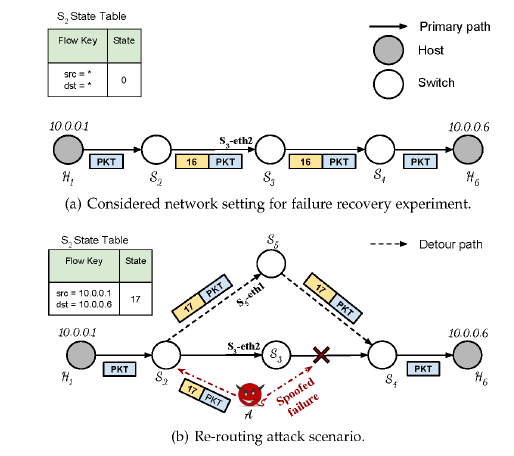 S2 State Table
Flow Key State
src = *
dst = *
0
Primary path
Host
Switch
10.0.0.1
10.0.0.6
S3-eth2
PKT
16 PKT
16 PKT
PKT
H1
S2
S3
S4
H6
(a) Considered network setting for failure recovery experiment.
S2 State Table
Flow Key State
src = 10.0.0.1
dst = 10.0.0.6
17
S5
Detour path
17 PKT
S5-eth1
17 PKT
10.0.0.1
10.0.0.6
S3-eth2
S3
PKT
PKT
H1
S2
17 PKT
A
Spoofed
failure
S4
H6
(b) Re-routing attack scenario.